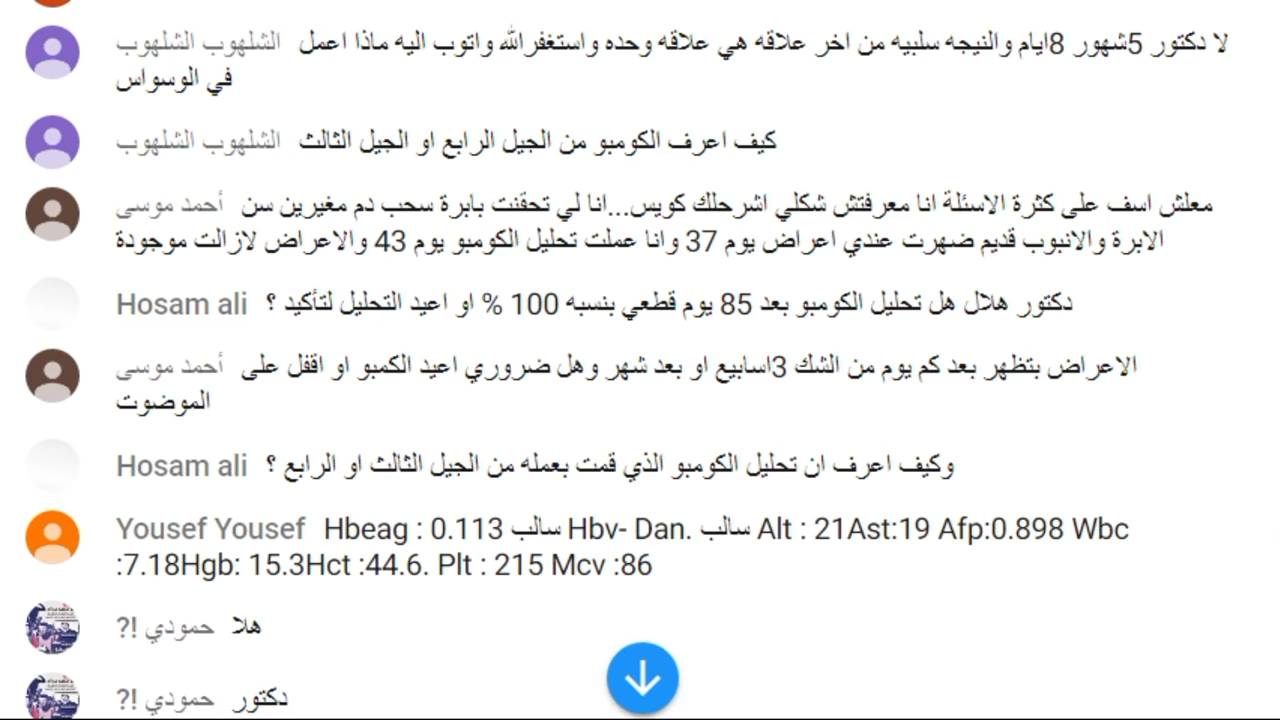 الشلهوب الشلهوب لا دكتور 5شهور 8ايام والنيجه سلبيه من اخر علاقه هي علاقه وحده واستغفرالله واتوب اليه ماذا اعمل
في الوسواس
الشلهوب الشلهوب كيف اعرف الكومبو من الجيل الرابع او الجيل الثالث
أحمد موسى معلش اسف على كثرة الاسئلة انا معرفتش شكلي اشرحلك كويس...انا لي تحقنت بابرة سحب دم مغيرين سن
الابرة والانبوب قديم ضهرت عندي اعراض يوم 37 وانا عملت تحليل الكومبو يوم 43 والاعراض لازالت موجودة
Hosam ali دكتور هلال هل تحليل الكومبو بعد 85 يوم قطعي بنسبه 100 % او اعيد التحليل لتأكيد ؟
أحمد موسى الاعراض بتظهر بعد كم يوم من الشك 3اسابيع او بعد شهر وهل ضروري اعيد الكمبو او اقفل على
الموضوت
Hosam ali وكيف اعرف ان تحليل الكومبو الذي قمت بعمله من الجيل الثالث او الرابع ؟
Yousef Yousef Hbeag : 0.113 سالب Hbv- Dan. سالب Alt : 21Ast:19 Afp:0.898 Wbc
:7.18Hgb: 15.3Hct :44.6. Plt : 215 Mcv :86
حمودي !? هلا
حمودي !? دكتور